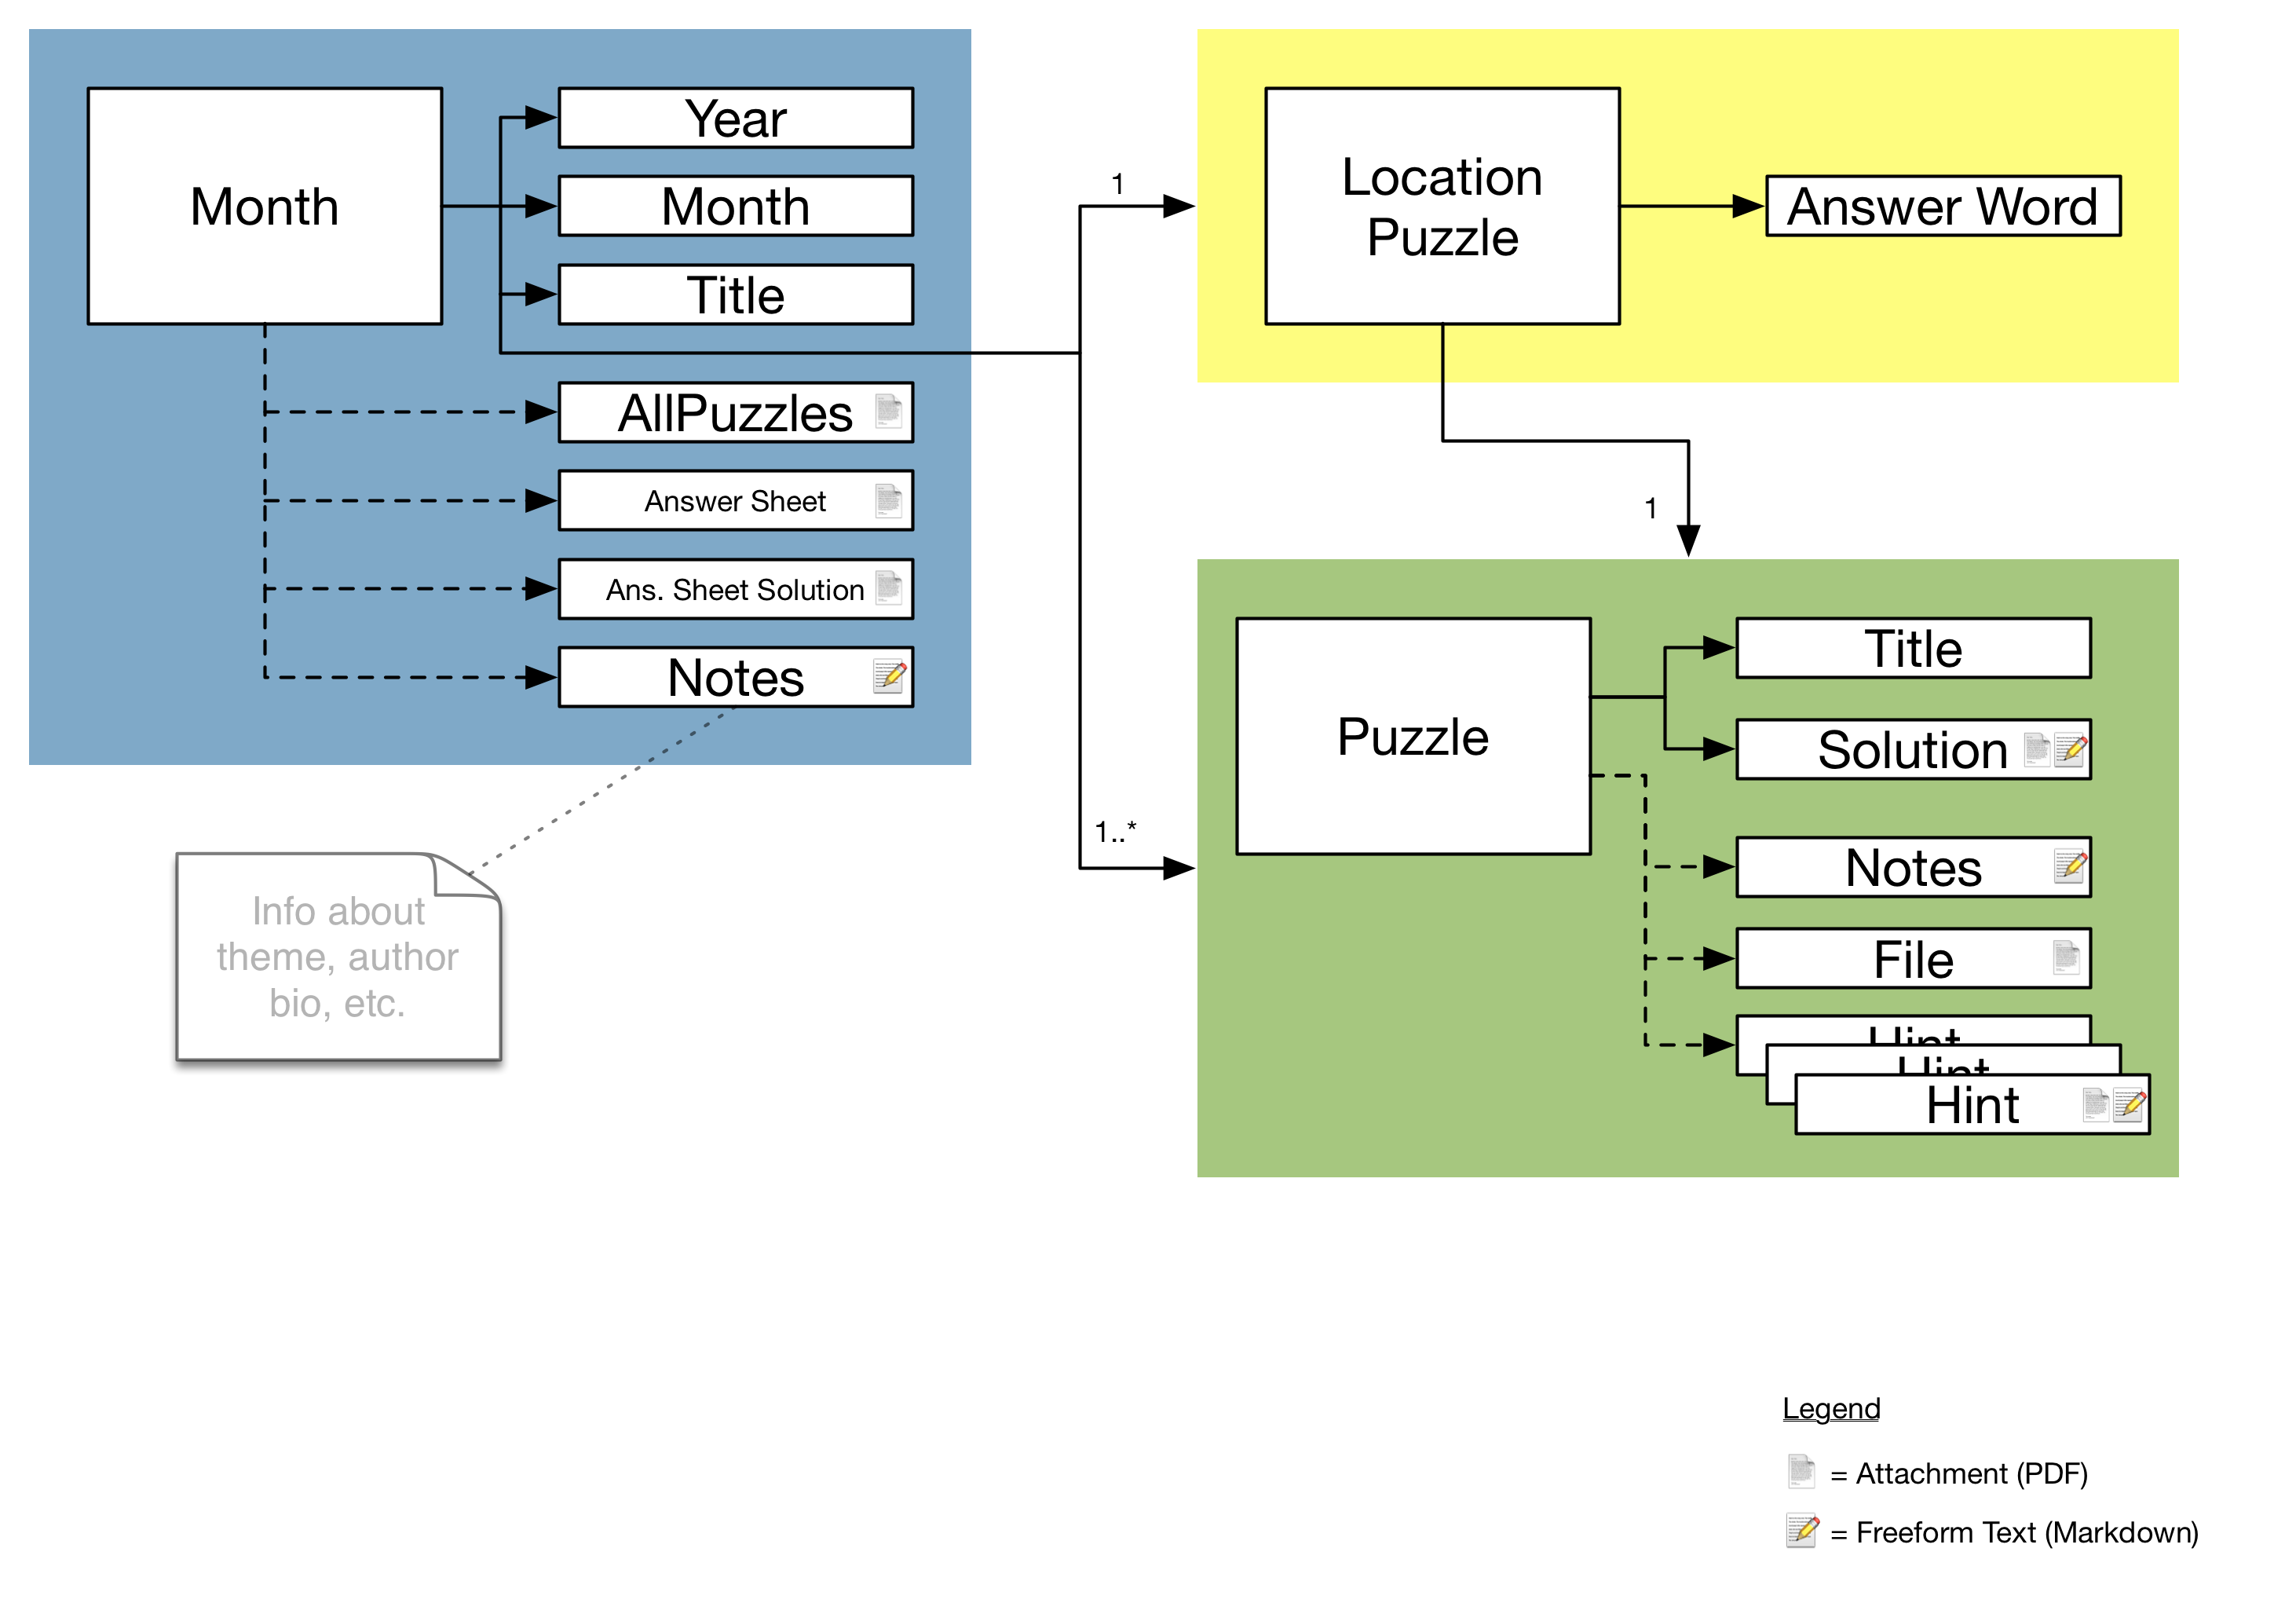 Month
Year
Month
Title
AllPuzzles
Answer Sheet
Ans. Sheet Solution
Notes
Info about
theme, author
bio, etc.
1
1..*
Location
Puzzle
Answer Word
1
Puzzle
Title
Solution
Notes
File
Hint
Hint
Hint
Legend
= Attachment (PDF)
= Freeform Text (Markdown)